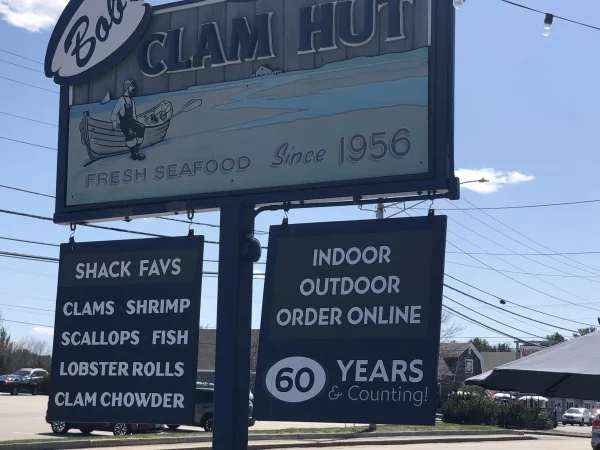 Bob's
CLAM HUT
FRESH SEAFOOD Since 1956
SHACK FAVS
CLAMS SHRIMP
SCALLOPS FISH
LOBSTER ROLLS
CLAM CHOWDER
INDOOR
OUTDOOR
ORDER ONLINE
60 YEARS
& Counting!